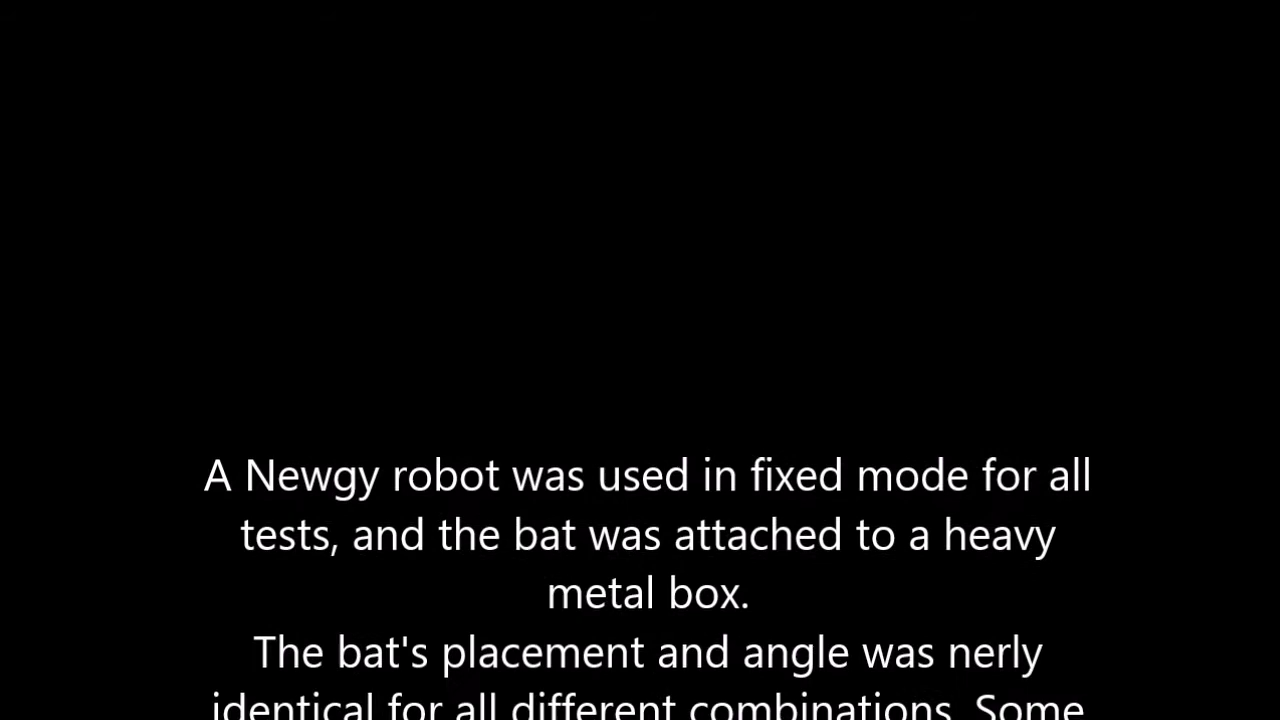 A Newgy robot was used in fixed mode for all
tests, and the bat was attached to a heavy
metal box.
The bat's placement and angle was nerly
identical for all different combinations. Some